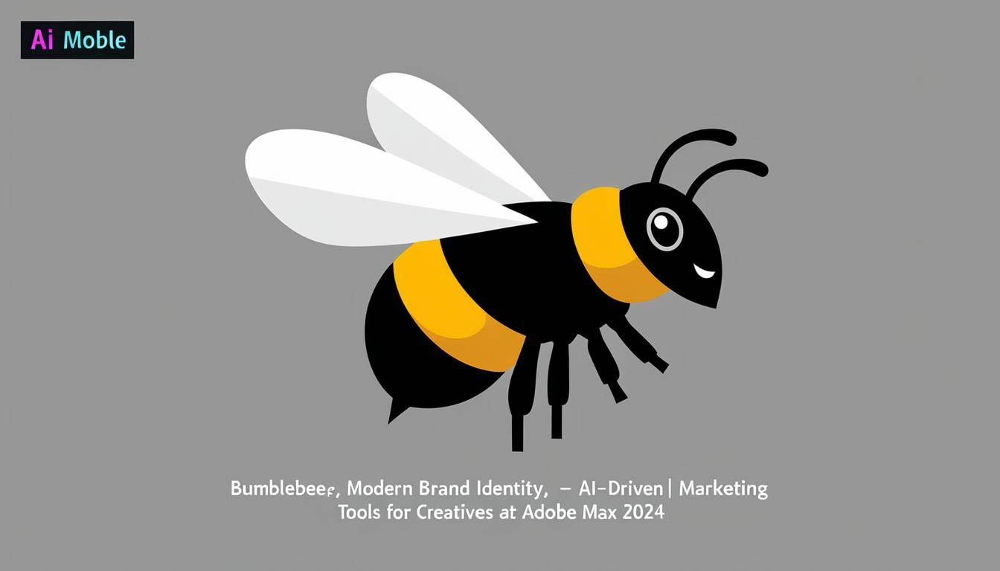 Ai Moble
Bumblebee, Modern Brand Identity, – AI–Driven | Marketing
Tools for Creatives at Adobe Max 2024